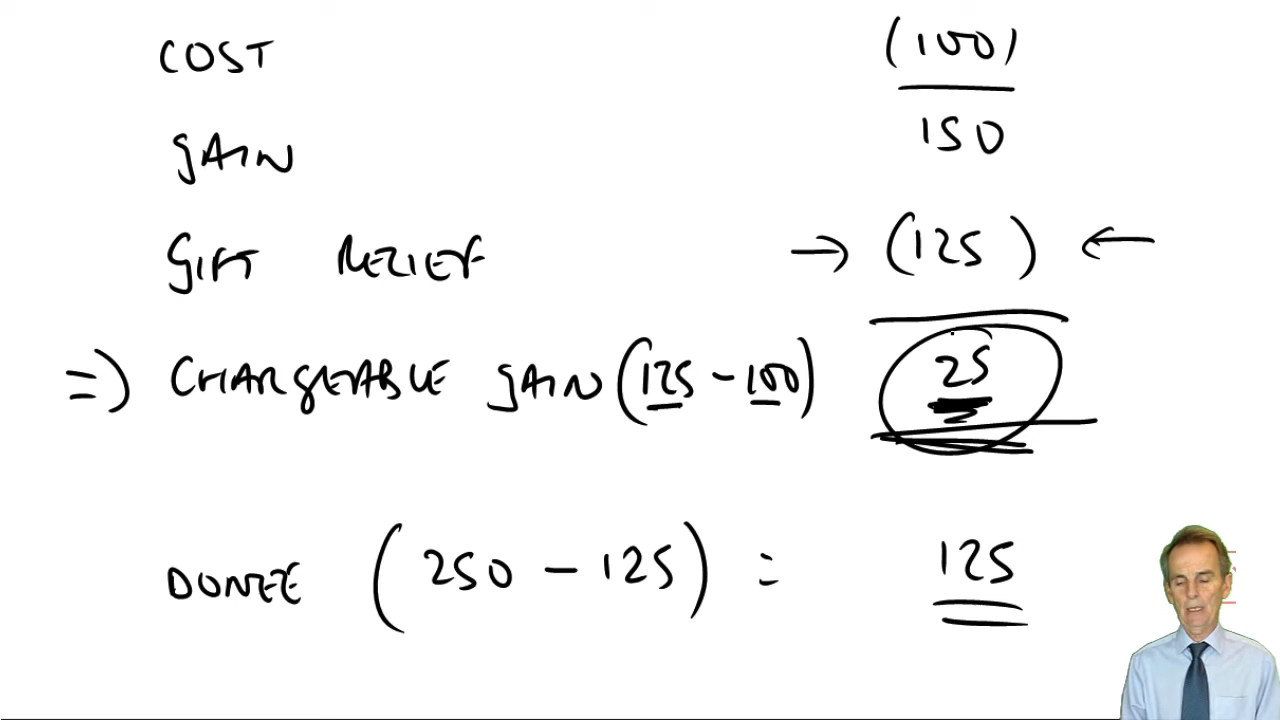 COST (100)
GAIN 150
GIFT RELIEF → (125) ←
⇒) CHARGEABLE GAIN (125 - 100) 25
DONEE (250 - 125) = 125